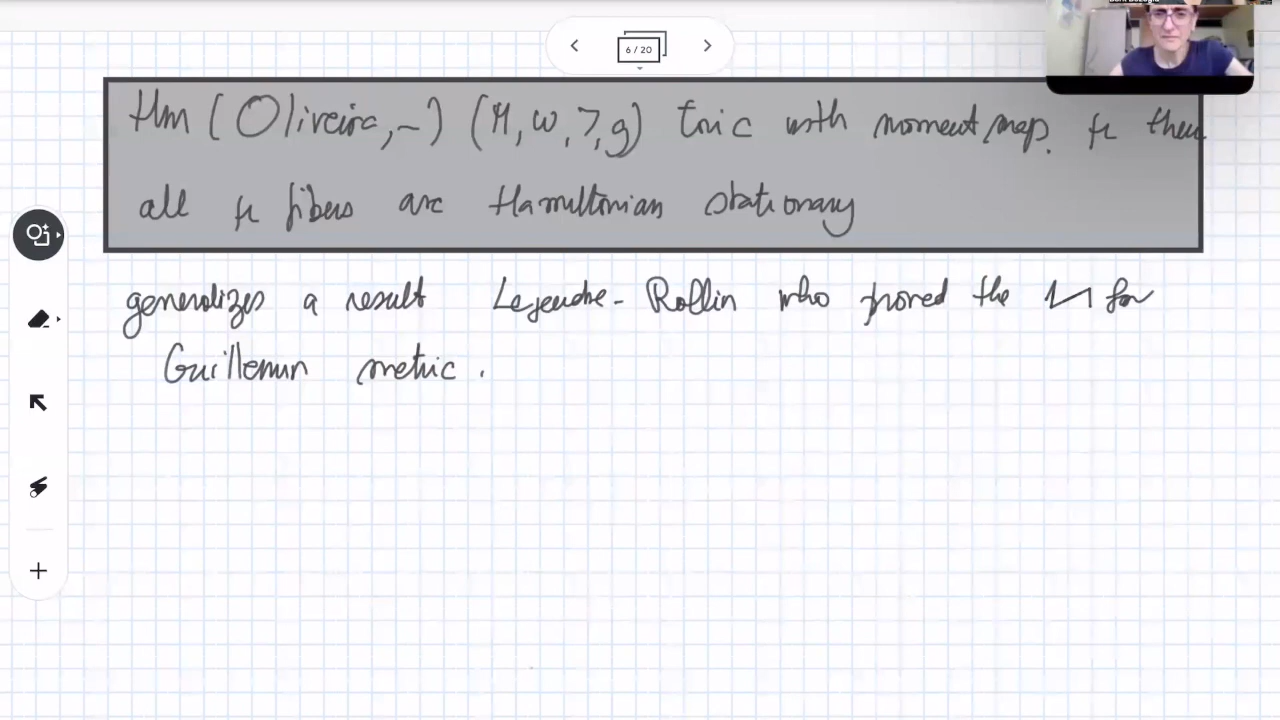 6 / 20
thm (Oliveira, ~) (M, ω, J, g) toric with moment map. μ then
all μ fibers are Hamiltonian stationary
generalizes a result Legendre - Rollin who proved the for
Guillemin metric.